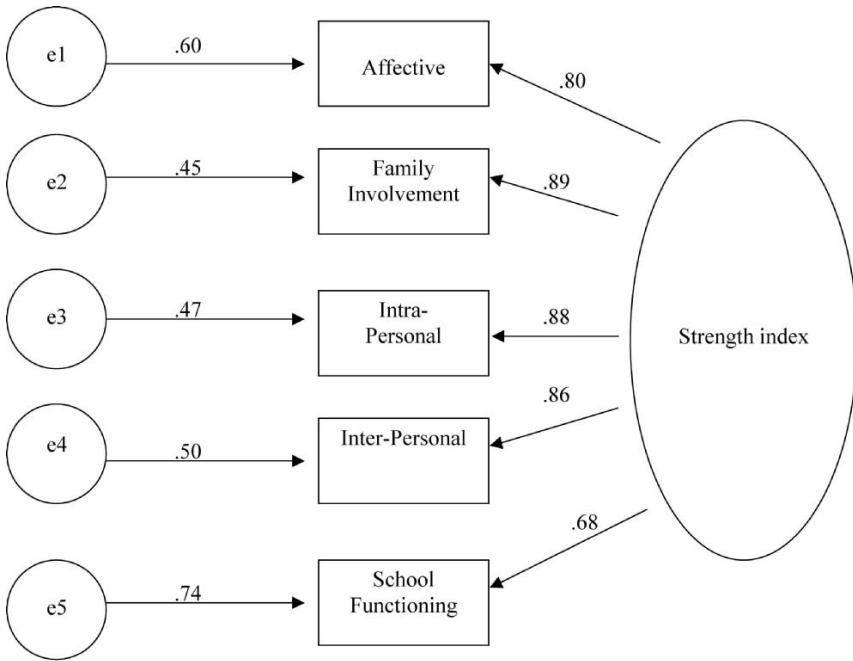 e1
.60
Affective
.80
e2
.45
Family
Involvement
.89
e3
.47
Intra-
Personal
.88
Strength index
e4
.50
Inter-Personal
.86
e5
.74
School
Functioning
.68